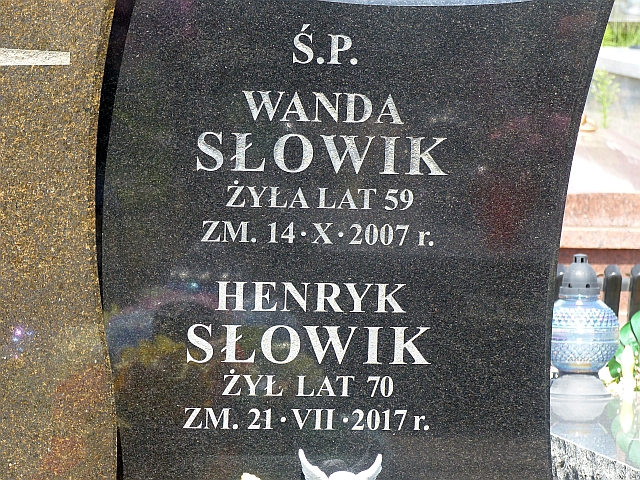 Ś.P.
WANDA
SŁOWIK
ŻYŁA LAT 59
ZM. 14·X·2007 r.
HENRYK
SŁOWIK
ŻYŁ LAT 70
ZM. 21·VII·2017 r.